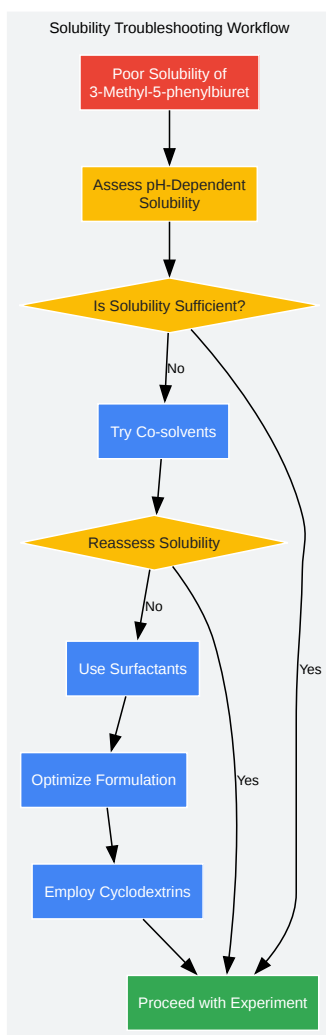 Solubility Troubleshooting Workflow
Poor Solubility of
3-Methyl-5-phenylbiuret
Assess pH-Dependent
Solubility
Is Solubility Sufficient?
No
Try Co-solvents
Reassess Solubility
No
Use Surfactants
Yes
Optimize Formulation
Yes
Employ Cyclodextrins
Proceed with Experiment